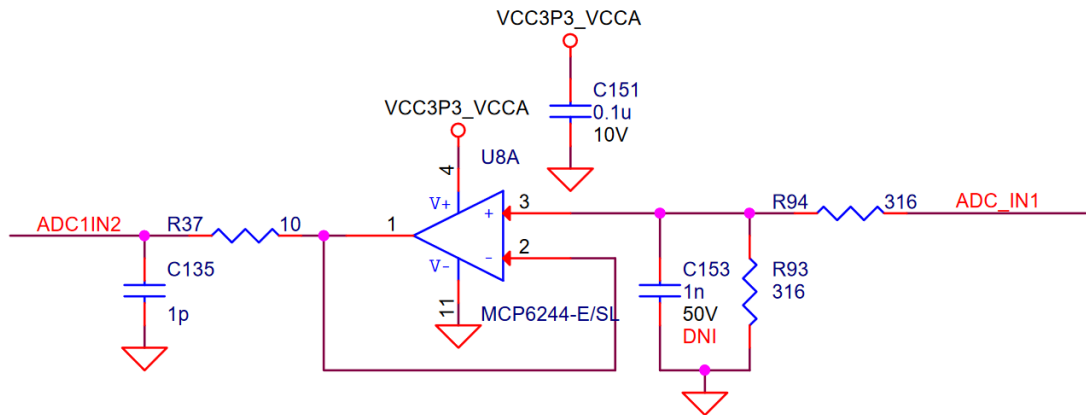 VCC3P3_VCCA
C151
0.1u
10V
VCC3P3_VCCA
U8A
4
V+
+
3
1
2
-
V-
11
MCP6244-E/SL
ADC1IN2
R37
10
C135
1p
R94
316
ADC_IN1
C153
1n
50V
DNI
R93
316